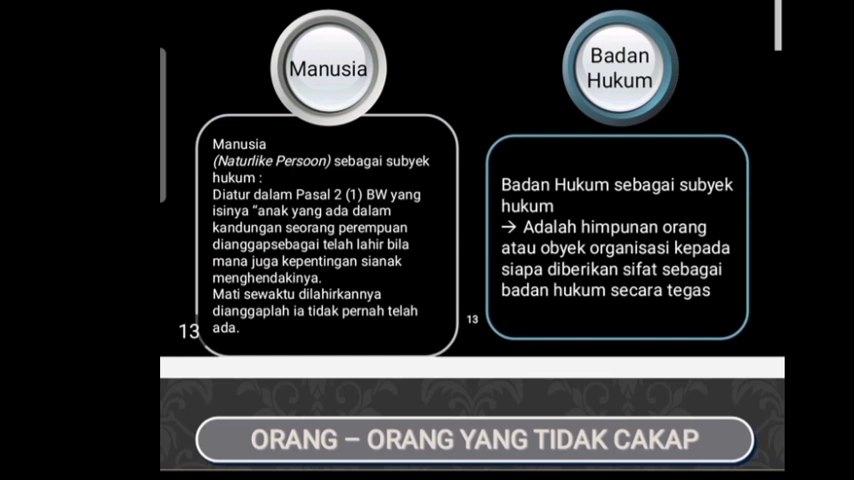 Manusia
Badan
Hukum
Manusia
(Naturlike Persoon) sebagai subyek
hukum :
Diatur dalam Pasal 2 (1) BW yang
isinya “anak yang ada dalam
kandungan seorang perempuan
dianggapsebagai telah lahir bila
mana juga kepentingan sianak
menghendakinya.
Mati sewaktu dilahirkannya
dianggaplah ia tidak pernah telah
ada.
13
Badan Hukum sebagai subyek
hukum
→ Adalah himpunan orang
atau obyek organisasi kepada
siapa diberikan sifat sebagai
badan hukum secara tegas
13
ORANG – ORANG YANG TIDAK CAKAP